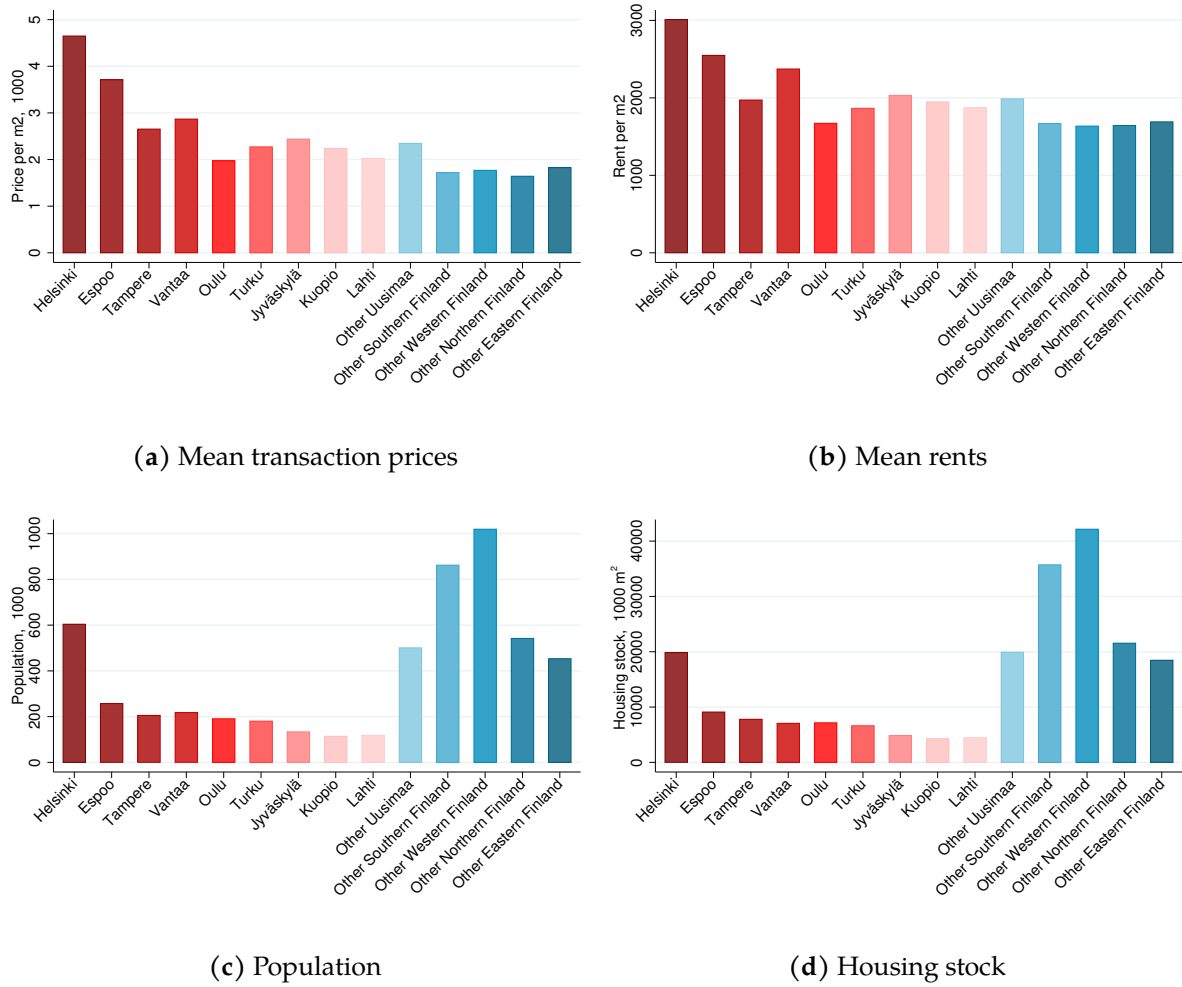 Price per m2, 1000
0
1
2
3
4
5
Helsinki
Espoo
Tampere
Vantaa
Oulu
Turku
Jyväskylä
Kuopio
Lahti
Other Uusimaa
Other Southern Finland
Other Western Finland
Other Northern Finland
Other Eastern Finland
(a) Mean transaction prices
Rent per m2
0
1000
2000
3000
Helsinki
Espoo
Tampere
Vantaa
Oulu
Turku
Jyväskylä
Kuopio
Lahti
Other Uusimaa
Other Southern Finland
Other Western Finland
Other Northern Finland
Other Eastern Finland
(b) Mean rents
Population, 1000
0
200
400
600
800
1000
Helsinki
Espoo
Tampere
Vantaa
Oulu
Turku
Jyväskylä
Kuopio
Lahti
Other Uusimaa
Other Southern Finland
Other Western Finland
Other Northern Finland
Other Eastern Finland
(c) Population
Housing stock, 1000 m²
0
10000
20000
30000
40000
Helsinki
Espoo
Tampere
Vantaa
Oulu
Turku
Jyväskylä
Kuopio
Lahti
Other Uusimaa
Other Southern Finland
Other Western Finland
Other Northern Finland
Other Eastern Finland
(d) Housing stock